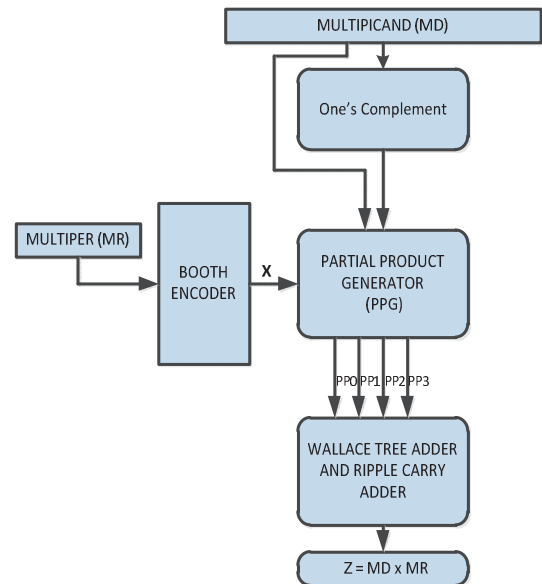 MULTIPICAND (MD)
One's Complement
MULTIPER (MR)
BOOTH
ENCODER
X
PARTIAL PRODUCT
GENERATOR
(PPG)
PP0 PP1 PP2 PP3
WALLACE TREE ADDER
AND RIPPLE CARRY
ADDER
Z = MD x MR